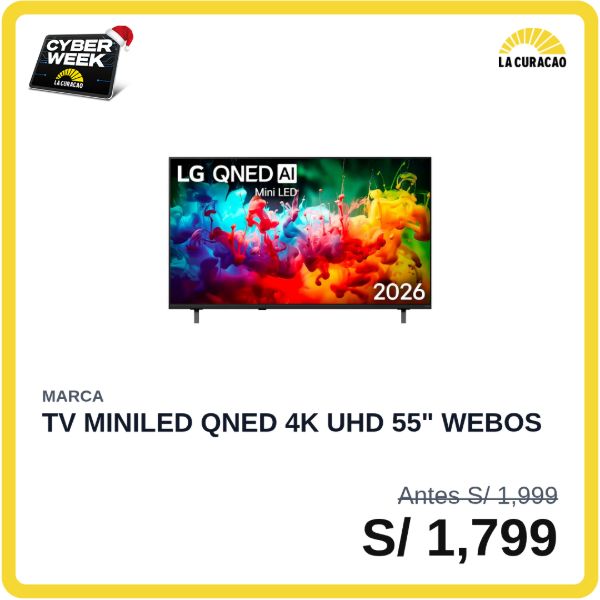 CYBER
WEEK
LA CURACAO
LA CURACAO
LG QNED AI
Mini LED
2026
MARCA
TV MINILED QNED 4K UHD 55" WEBOS
Antes S/ 1,999
S/ 1,799